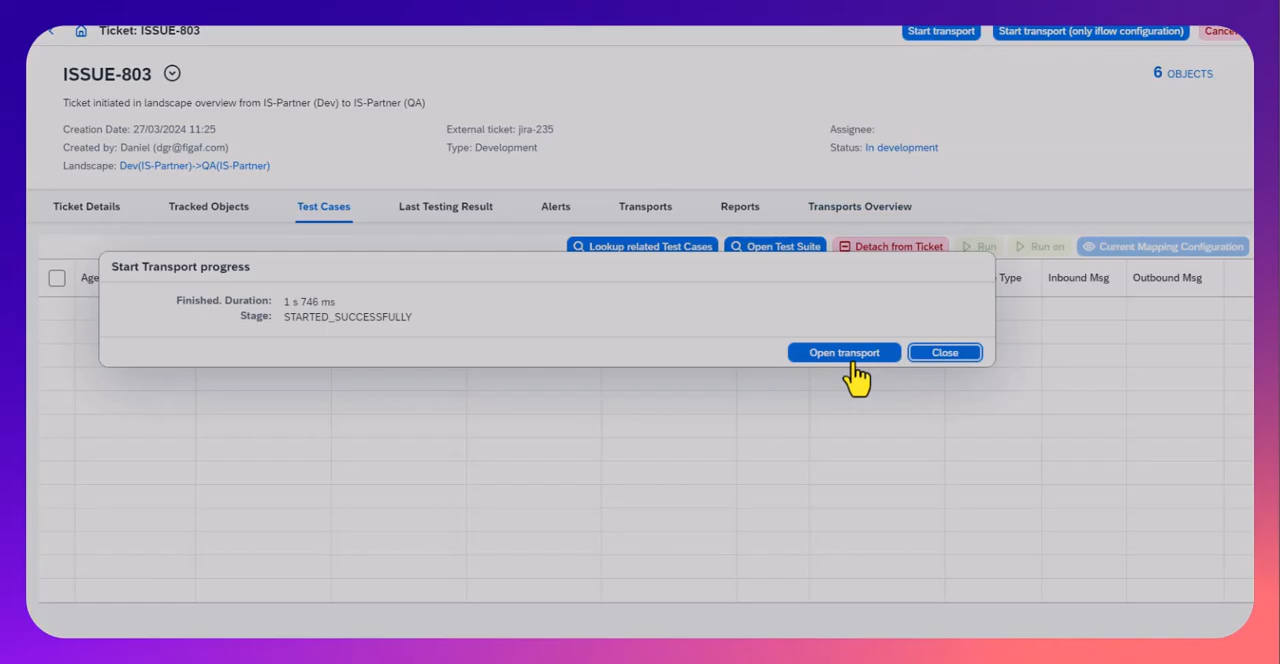 Ticket: ISSUE-803 Start transport Start transport (only iflow configuration) Cancel
ISSUE-803 6 OBJECTS
Ticket initiated in landscape overview from IS-Partner (Dev) to IS-Partner (QA)
Creation Date: 27/03/2024 11:25 External ticket: jira-235 Assignee:
Created by: Daniel (dgr@figaf.com) Type: Development Status: In development
Landscape: Dev(IS-Partner)->QA(IS-Partner)
Ticket Details Tracked Objects Test Cases Last Testing Result Alerts Transports Reports Transports Overview
Lookup related Test Cases Open Test Suite Detach from Ticket Run Run on Current Mapping Configuration
Age Type Inbound Msg Outbound Msg
Start Transport progress
Finished. Duration: 1 s 746 ms
Stage: STARTED_SUCCESSFULLY
Open transport Close